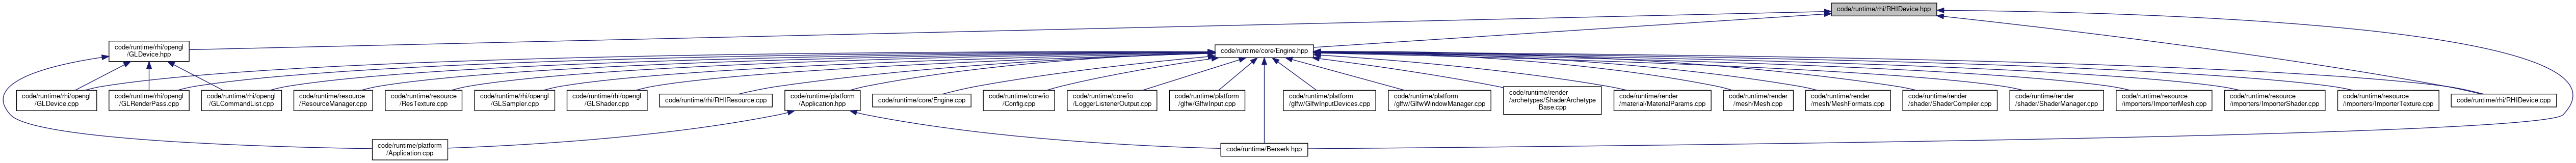 code/runtime/rhi/RHIDevice.hpp
code/runtime/rhi/opengl
/GLDevice.hpp
code/runtime/core/Engine.hpp
code/runtime/rhi/opengl
/GLDevice.cpp
code/runtime/rhi/opengl
/GLRenderPass.cpp
code/runtime/rhi/opengl
/GLCommandList.cpp
code/runtime/resource
/ResourceManager.cpp
code/runtime/resource
/ResTexture.cpp
code/runtime/rhi/opengl
/GLSampler.cpp
code/runtime/rhi/opengl
/GLShader.cpp
code/runtime/rhi/RHIResource.cpp
code/runtime/platform
/Application.hpp
code/runtime/core/Engine.cpp
code/runtime/core/io
/Config.cpp
code/runtime/core/io
/LoggerListenerOutput.cpp
code/runtime/platform
/glfw/GlfwInput.cpp
code/runtime/platform
/glfw/GlfwInputDevices.cpp
code/runtime/platform
/glfw/GlfwWindowManager.cpp
code/runtime/render
/archetypes/ShaderArchetype
Base.cpp
code/runtime/render
/material/MaterialParams.cpp
code/runtime/render
/mesh/Mesh.cpp
code/runtime/render
/mesh/MeshFormats.cpp
code/runtime/render
/shader/ShaderCompiler.cpp
code/runtime/render
/shader/ShaderManager.cpp
code/runtime/resource
/importers/ImporterMesh.cpp
code/runtime/resource
/importers/ImporterShader.cpp
code/runtime/resource
/importers/ImporterTexture.cpp
code/runtime/rhi/RHIDevice.cpp
code/runtime/platform
/Application.cpp
code/runtime/Berserk.hpp